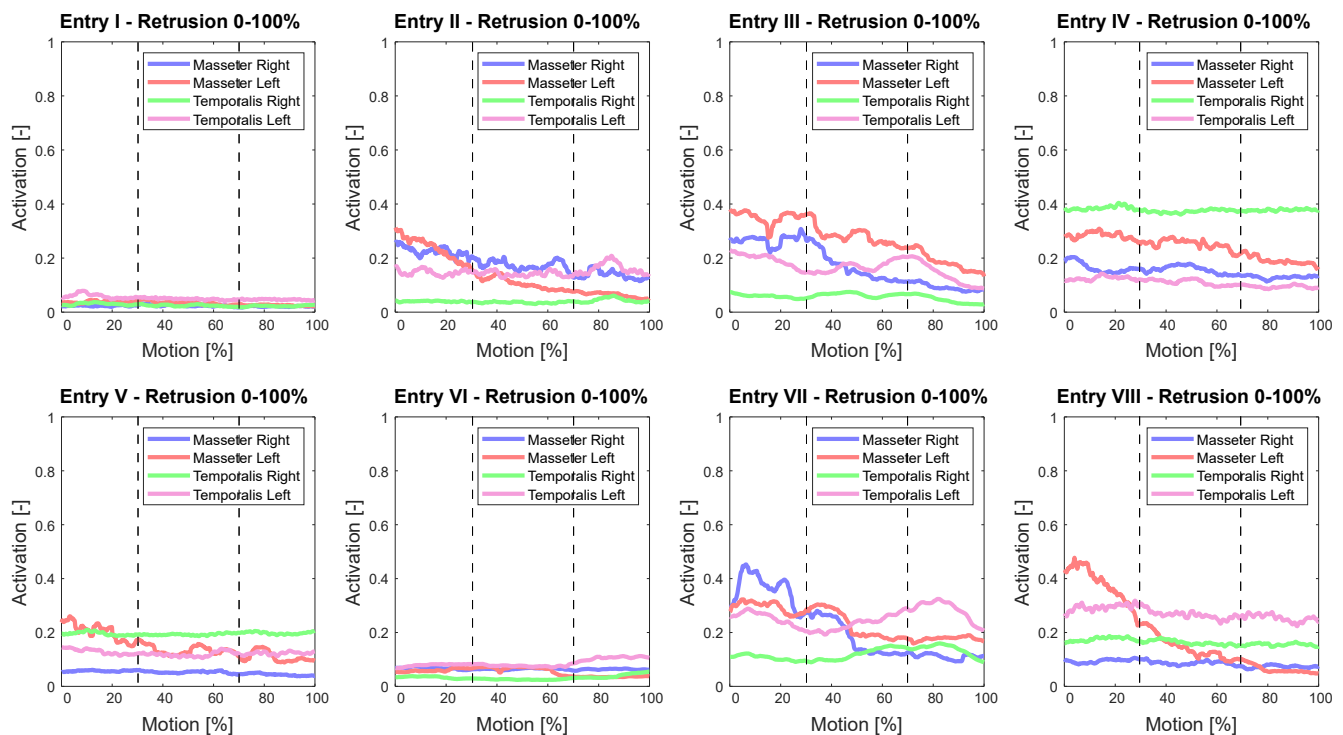 Entry I - Retrusion 0-100%
1
0.8
0.6
0.4
0.2
0
Activation [-]
Masseter Right
Masseter Left
Temporalis Right
Temporalis Left
0 20 40 60 80 100
Motion [%]
Entry II - Retrusion 0-100%
1
0.8
0.6
0.4
0.2
0
Activation [-]
Masseter Right
Masseter Left
Temporalis Right
Temporalis Left
0 20 40 60 80 100
Motion [%]
Entry III - Retrusion 0-100%
1
0.8
0.6
0.4
0.2
0
Activation [-]
Masseter Right
Masseter Left
Temporalis Right
Temporalis Left
0 20 40 60 80 100
Motion [%]
Entry IV - Retrusion 0-100%
1
0.8
0.6
0.4
0.2
0
Activation [-]
Masseter Right
Masseter Left
Temporalis Right
Temporalis Left
0 20 40 60 80 100
Motion [%]
Entry V - Retrusion 0-100%
1
0.8
0.6
0.4
0.2
0
Activation [-]
Masseter Right
Masseter Left
Temporalis Right
Temporalis Left
0 20 40 60 80 100
Motion [%]
Entry VI - Retrusion 0-100%
1
0.8
0.6
0.4
0.2
0
Activation [-]
Masseter Right
Masseter Left
Temporalis Right
Temporalis Left
0 20 40 60 80 100
Motion [%]
Entry VII - Retrusion 0-100%
1
0.8
0.6
0.4
0.2
0
Activation [-]
Masseter Right
Masseter Left
Temporalis Right
Temporalis Left
0 20 40 60 80 100
Motion [%]
Entry VIII - Retrusion 0-100%
1
0.8
0.6
0.4
0.2
0
Activation [-]
Masseter Right
Masseter Left
Temporalis Right
Temporalis Left
0 20 40 60 80 100
Motion [%]